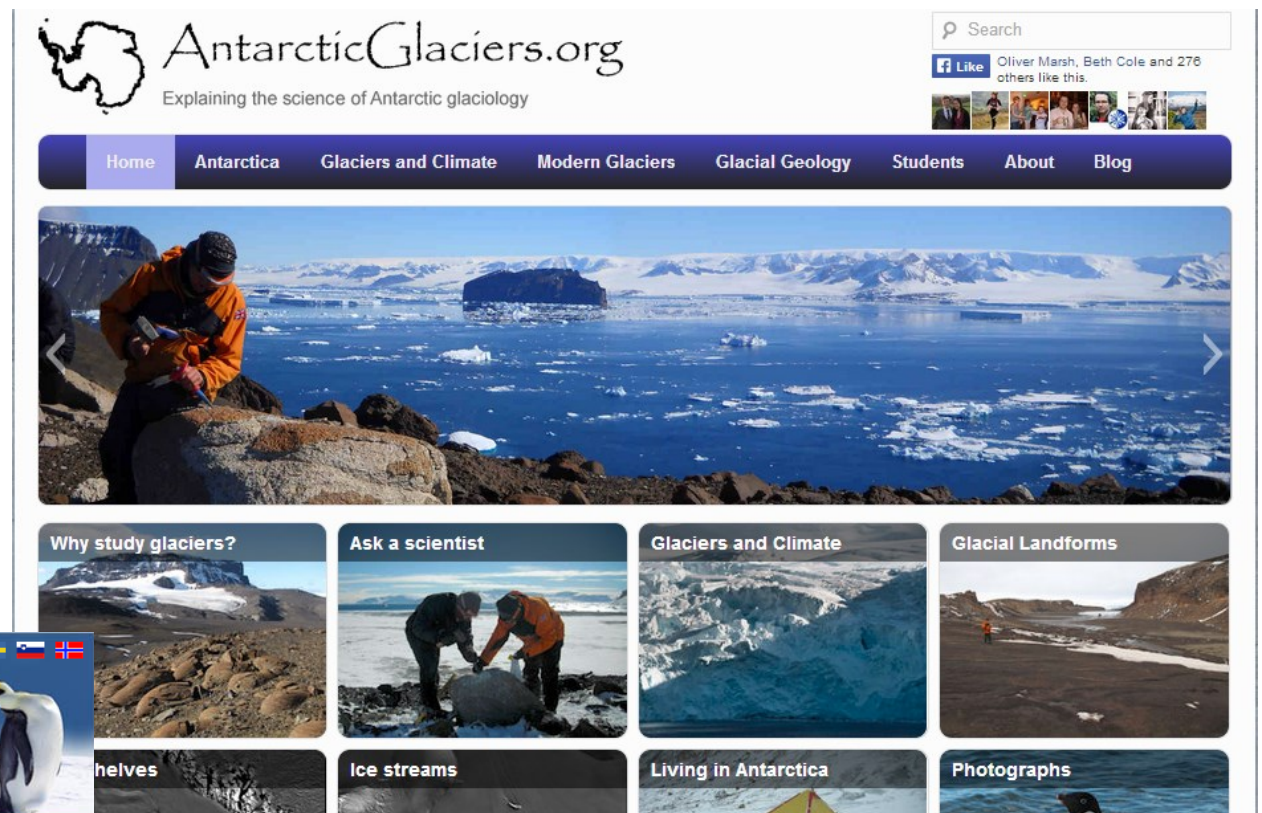 AntarcticGlaciers.org
Explaining the science of Antarctic glaciology
Search
Like
Oliver Marsh, Beth Cole and 276
others like this.
Home Antarctica Glaciers and Climate Modern Glaciers Glacial Geology Students About Blog
Why study glaciers? Ask a scientist Glaciers and Climate Glacial Landforms
helves Ice streams Living in Antarctica Photographs